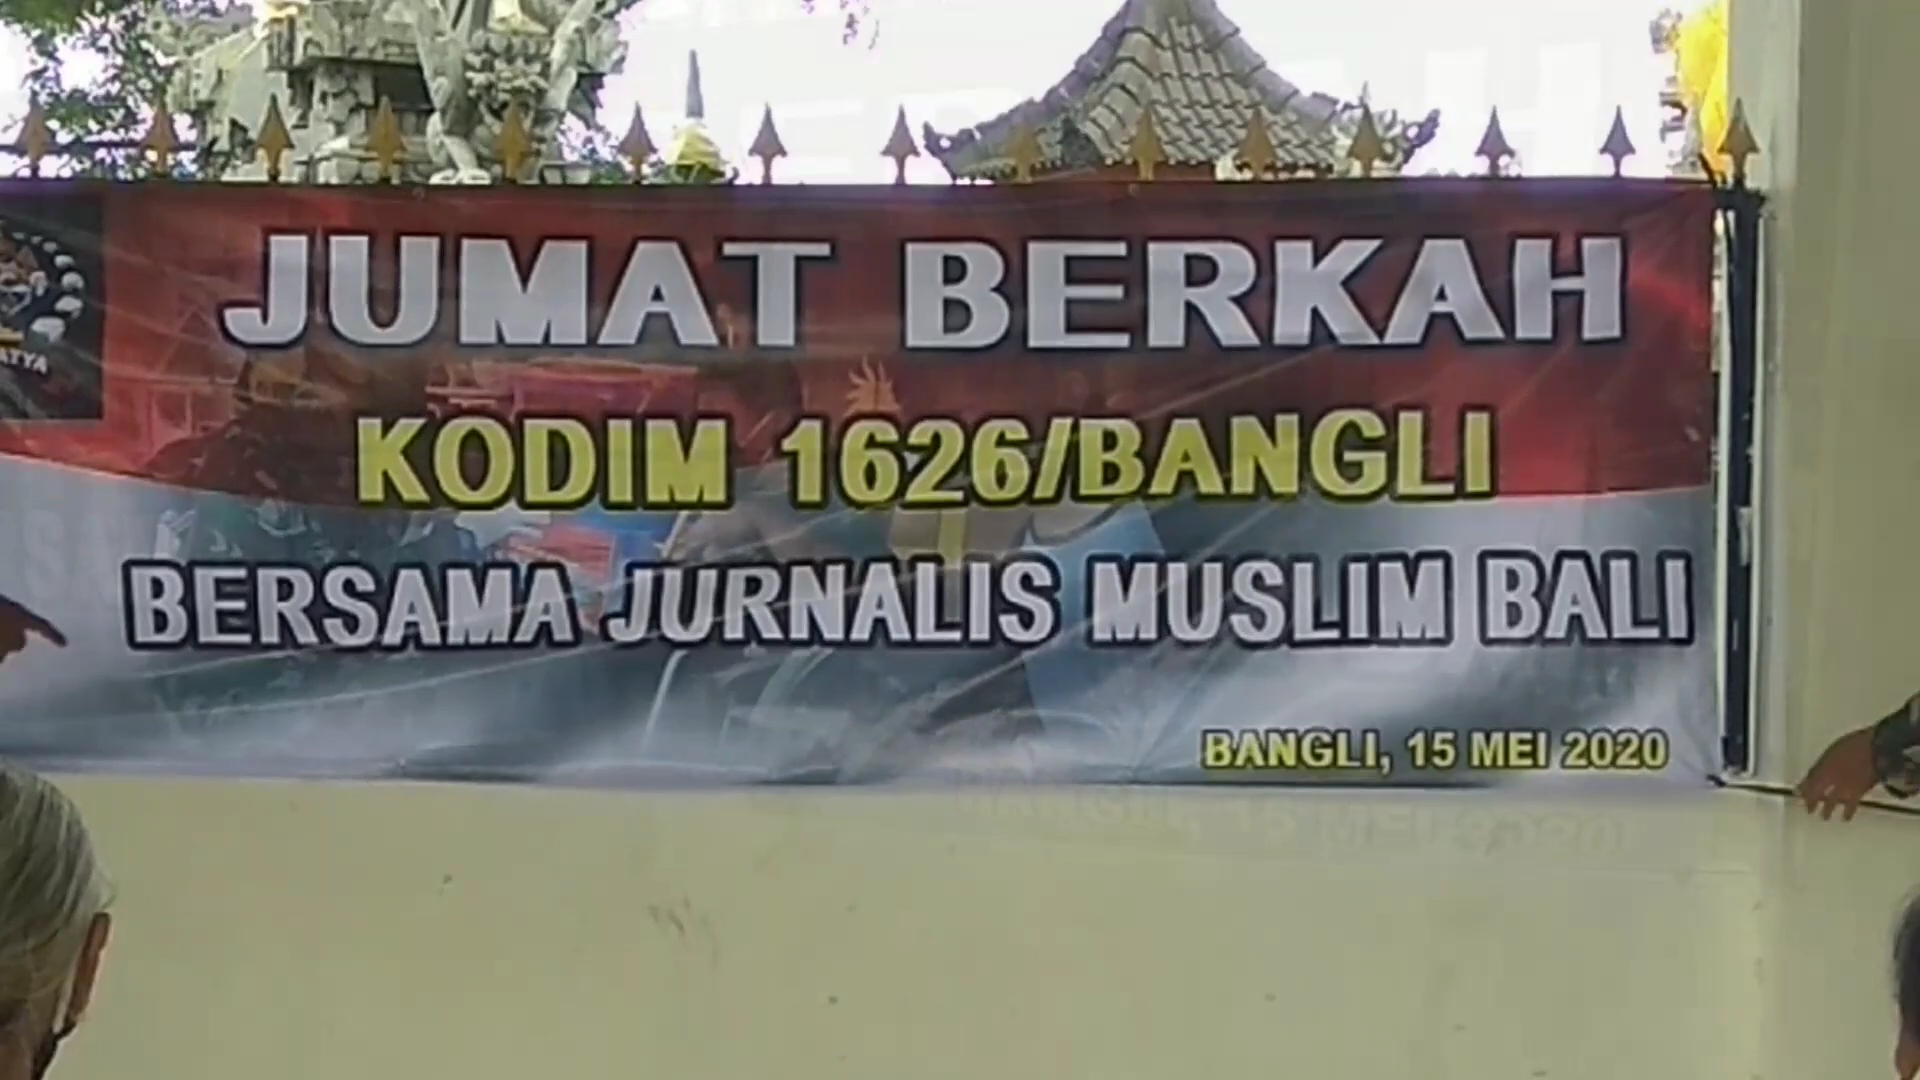 JUMAT BERKAH
KODIM 1626/BANGLI
BERSAMA JURNALIS MUSLIM BALI
BANGLI, 15 MEI 2020